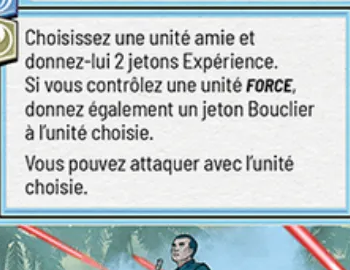 Choisissez une unité amie et
donnez-lui 2 jetons Expérience.
Si vous contrôlez une unité FORCE,
donnez également un jeton Bouclier
à l'unité choisie.
Vous pouvez attaquer avec l'unité
choisie.